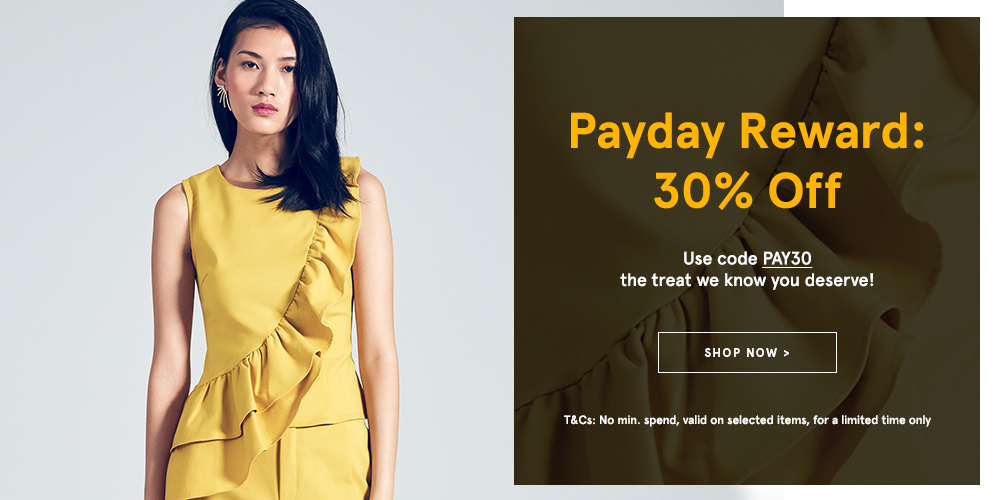 Payday Reward:
30% Off
Use code PAY30
the treat we know you deserve!
SHOP NOW >
T&Cs: No min. spend, valid on selected items, for a limited time only